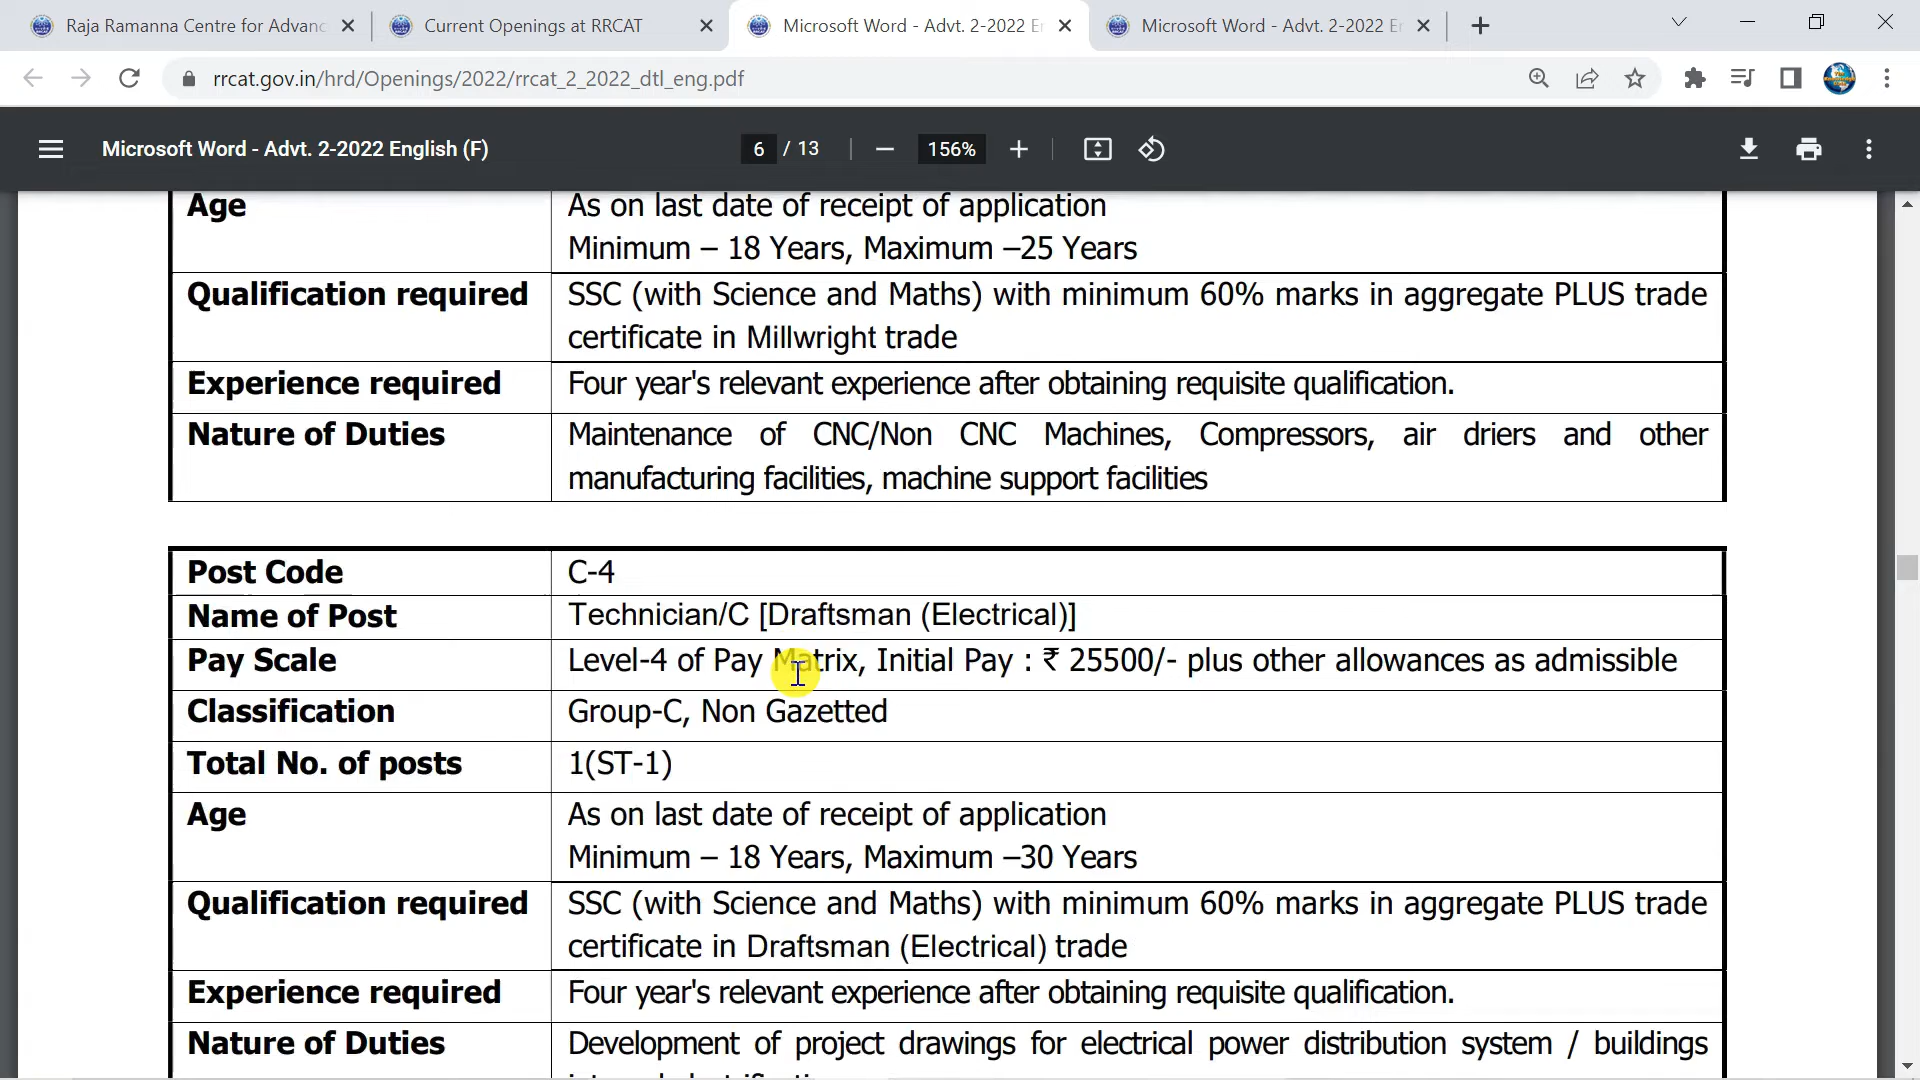 Raja Ramanna Centre for Advanc
Current Openings at RRCAT
Microsoft Word - Advt. 2-2022 E
Microsoft Word - Advt. 2-2022 E
rrcat.gov.in/hrd/Openings/2022/rrcat_2_2022_dtl_eng.pdf
Microsoft Word - Advt. 2-2022 English (F)
6 / 13
156%
Age
As on last date of receipt of application
Minimum – 18 Years, Maximum –25 Years
Qualification required
SSC (with Science and Maths) with minimum 60% marks in aggregate PLUS trade
certificate in Millwright trade
Experience required
Four year's relevant experience after obtaining requisite qualification.
Nature of Duties
Maintenance of CNC/Non CNC Machines, Compressors, air driers and other
manufacturing facilities, machine support facilities
Post Code
C-4
Name of Post
Technician/C [Draftsman (Electrical)]
Pay Scale
Level-4 of Pay Matrix, Initial Pay : ₹ 25500/- plus other allowances as admissible
Classification
Group-C, Non Gazetted
Total No. of posts
1(ST-1)
Age
As on last date of receipt of application
Minimum – 18 Years, Maximum –30 Years
Qualification required
SSC (with Science and Maths) with minimum 60% marks in aggregate PLUS trade
certificate in Draftsman (Electrical) trade
Experience required
Four year's relevant experience after obtaining requisite qualification.
Nature of Duties
Development of project drawings for electrical power distribution system / buildings